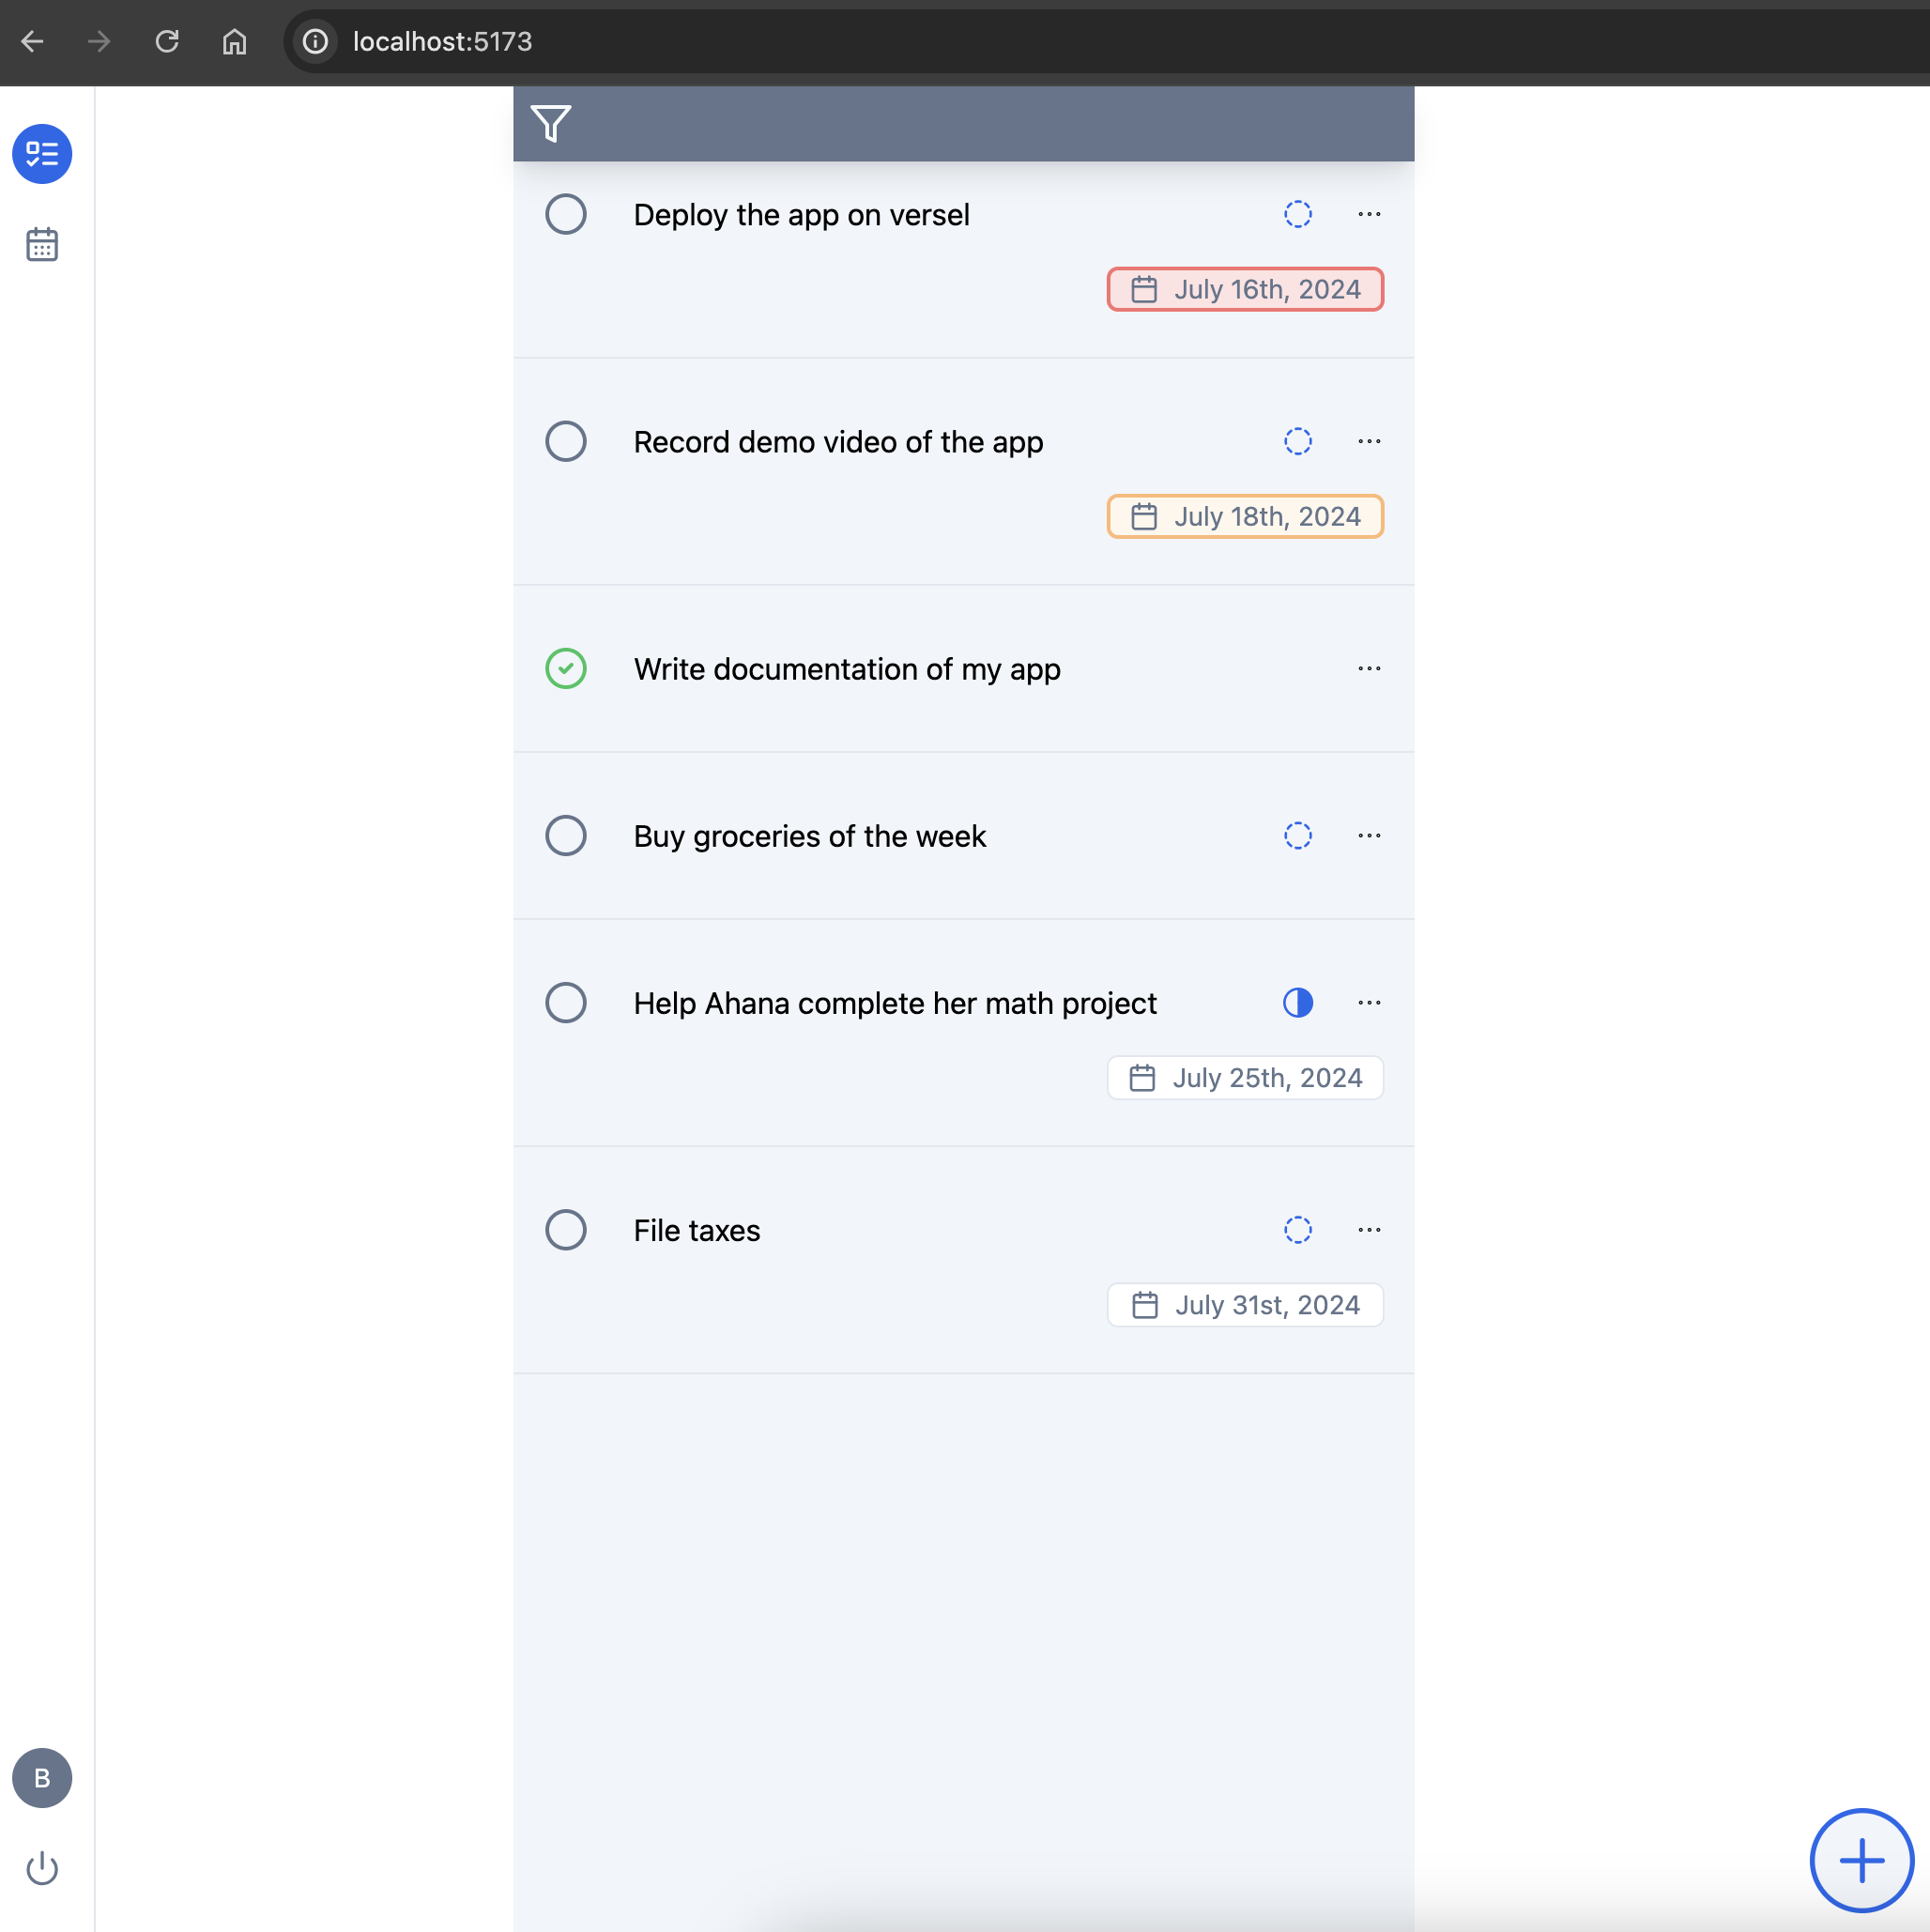 localhost:5173
Deploy the app on versel
July 16th, 2024
Record demo video of the app
July 18th, 2024
Write documentation of my app
Buy groceries of the week
Help Ahana complete her math project
July 25th, 2024
File taxes
July 31st, 2024
B